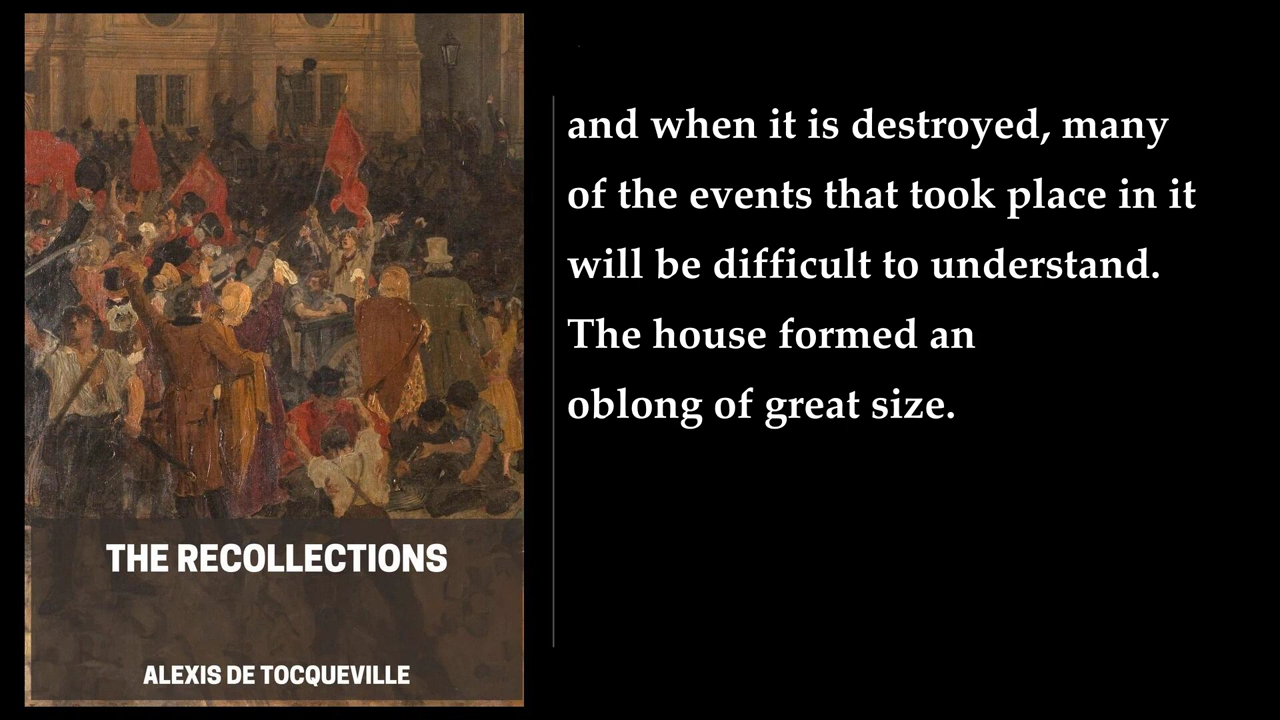 THE RECOLLECTIONS
ALEXIS DE TOCQUEVILLE
and when it is destroyed, many
of the events that took place in it
will be difficult to understand.
The house formed an
oblong of great size.